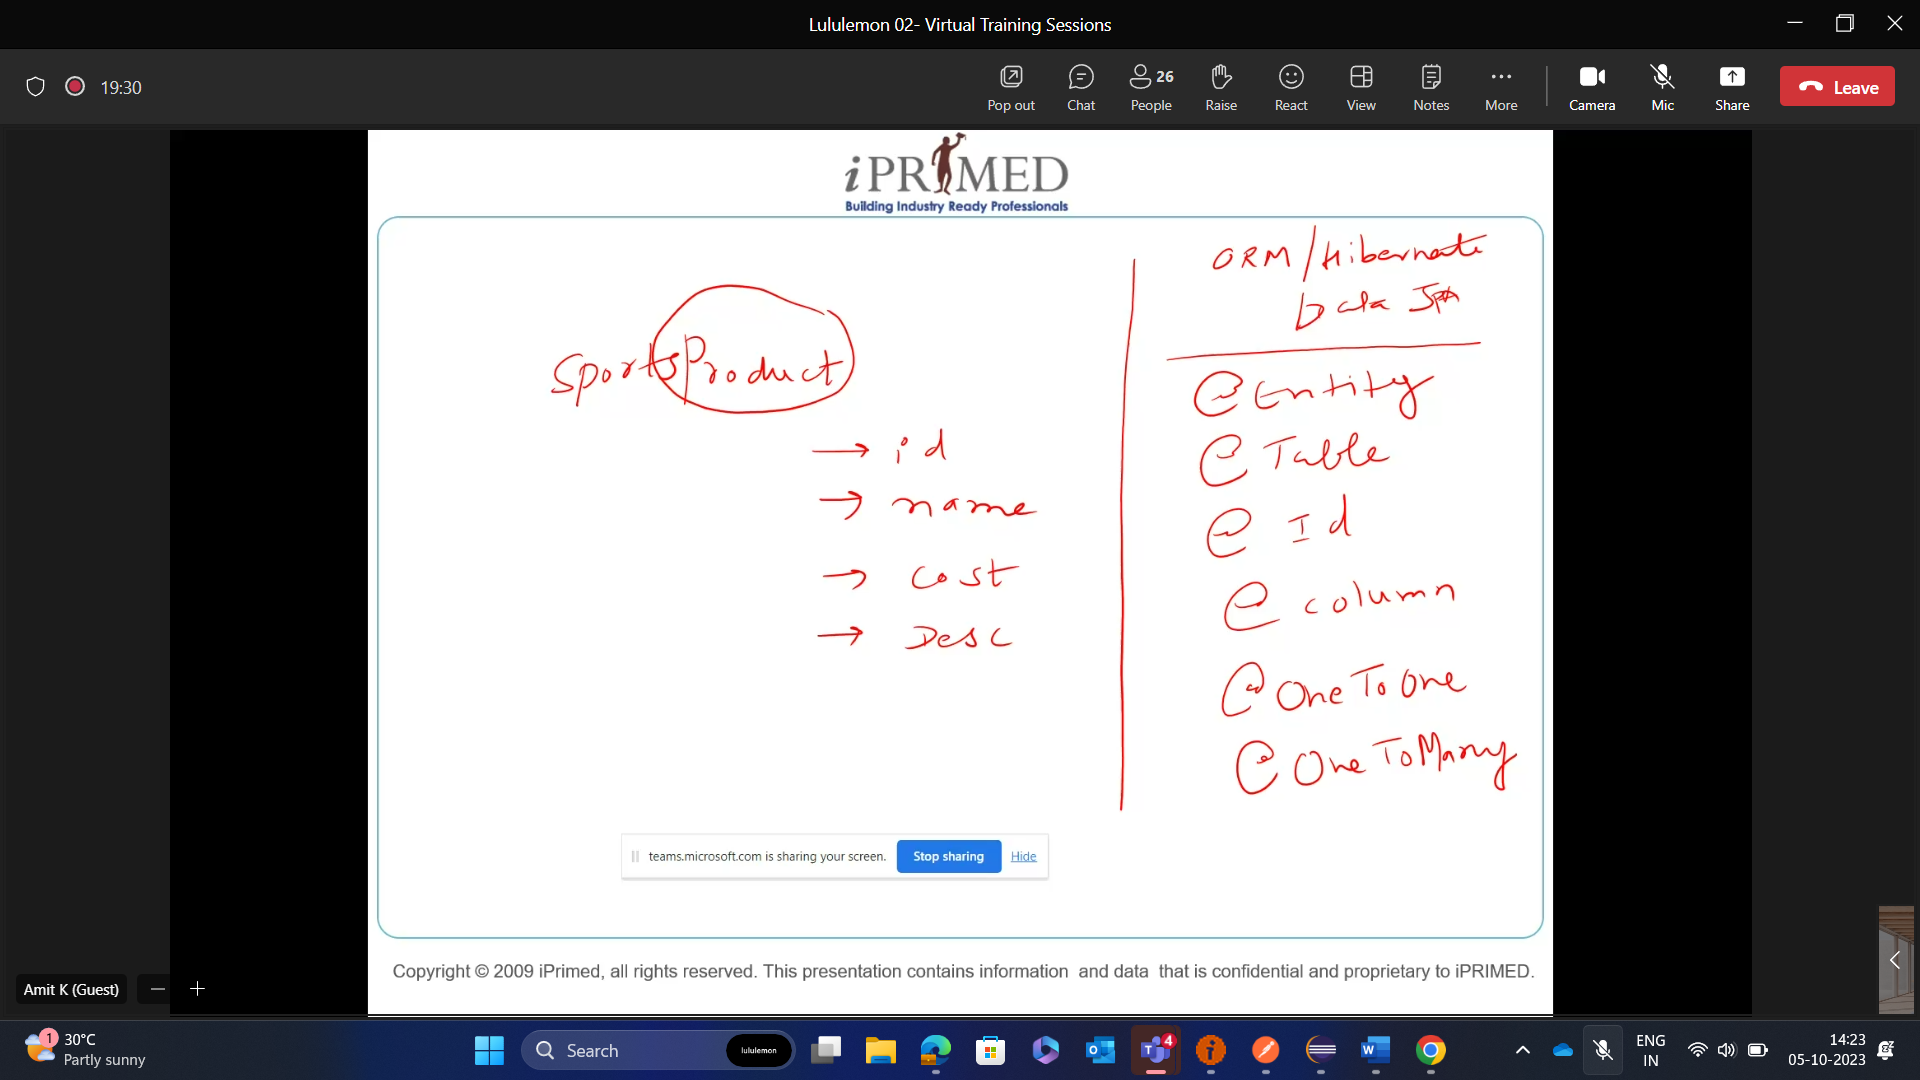 Lululemon 02- Virtual Training Sessions
19:30
Pop out
Chat
26
People
Raise
React
View
Notes
More
Camera
Mic
Share
Leave
iPRIMED
Building Industry Ready Professionals
SportsProduct
→ id
→ name
→ cost
→ Desc
ORM/Hibernate
Data JPA
@Entity
@Table
@Id
@column
@OneToOne
@OneToMany
teams.microsoft.com is sharing your screen.
Stop sharing
Hide
Copyright © 2009 iPrimed, all rights reserved. This presentation contains information and data that is confidential and proprietary to iPRIMED.
Amit K (Guest)
1
30°C
Partly sunny
Search
lululemon
4
ENG
IN
14:23
05-10-2023